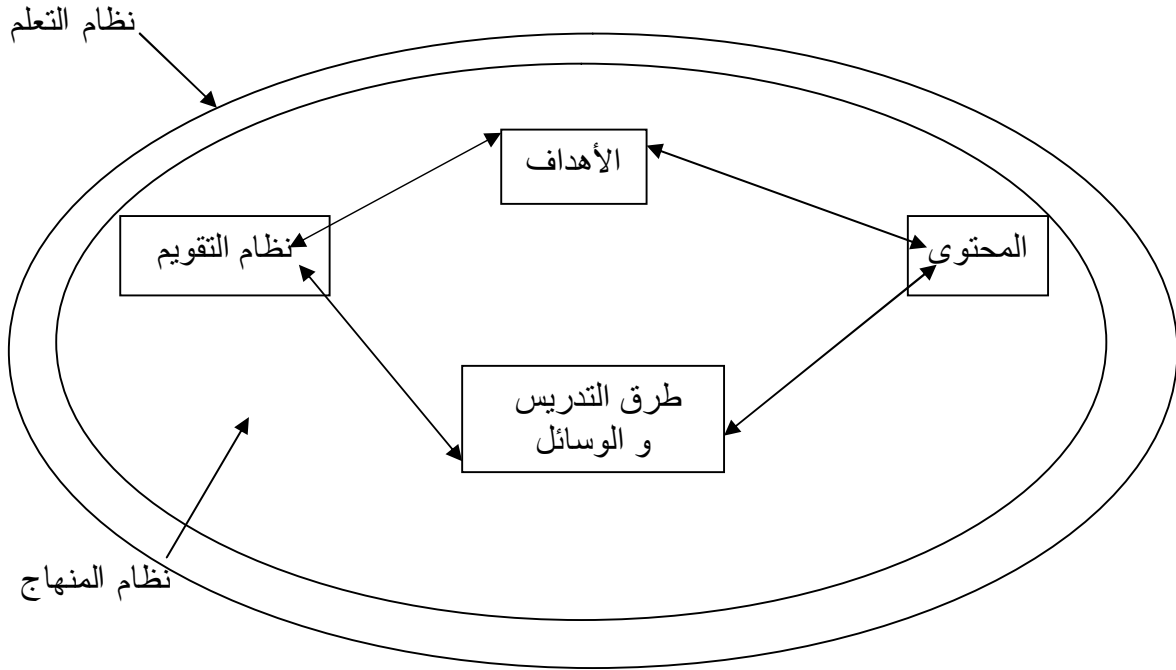 نظام التعلم
الأهداف
المحتوى
نظام التقويم
طرق التدريس
و الوسائل
نظام المنهاج